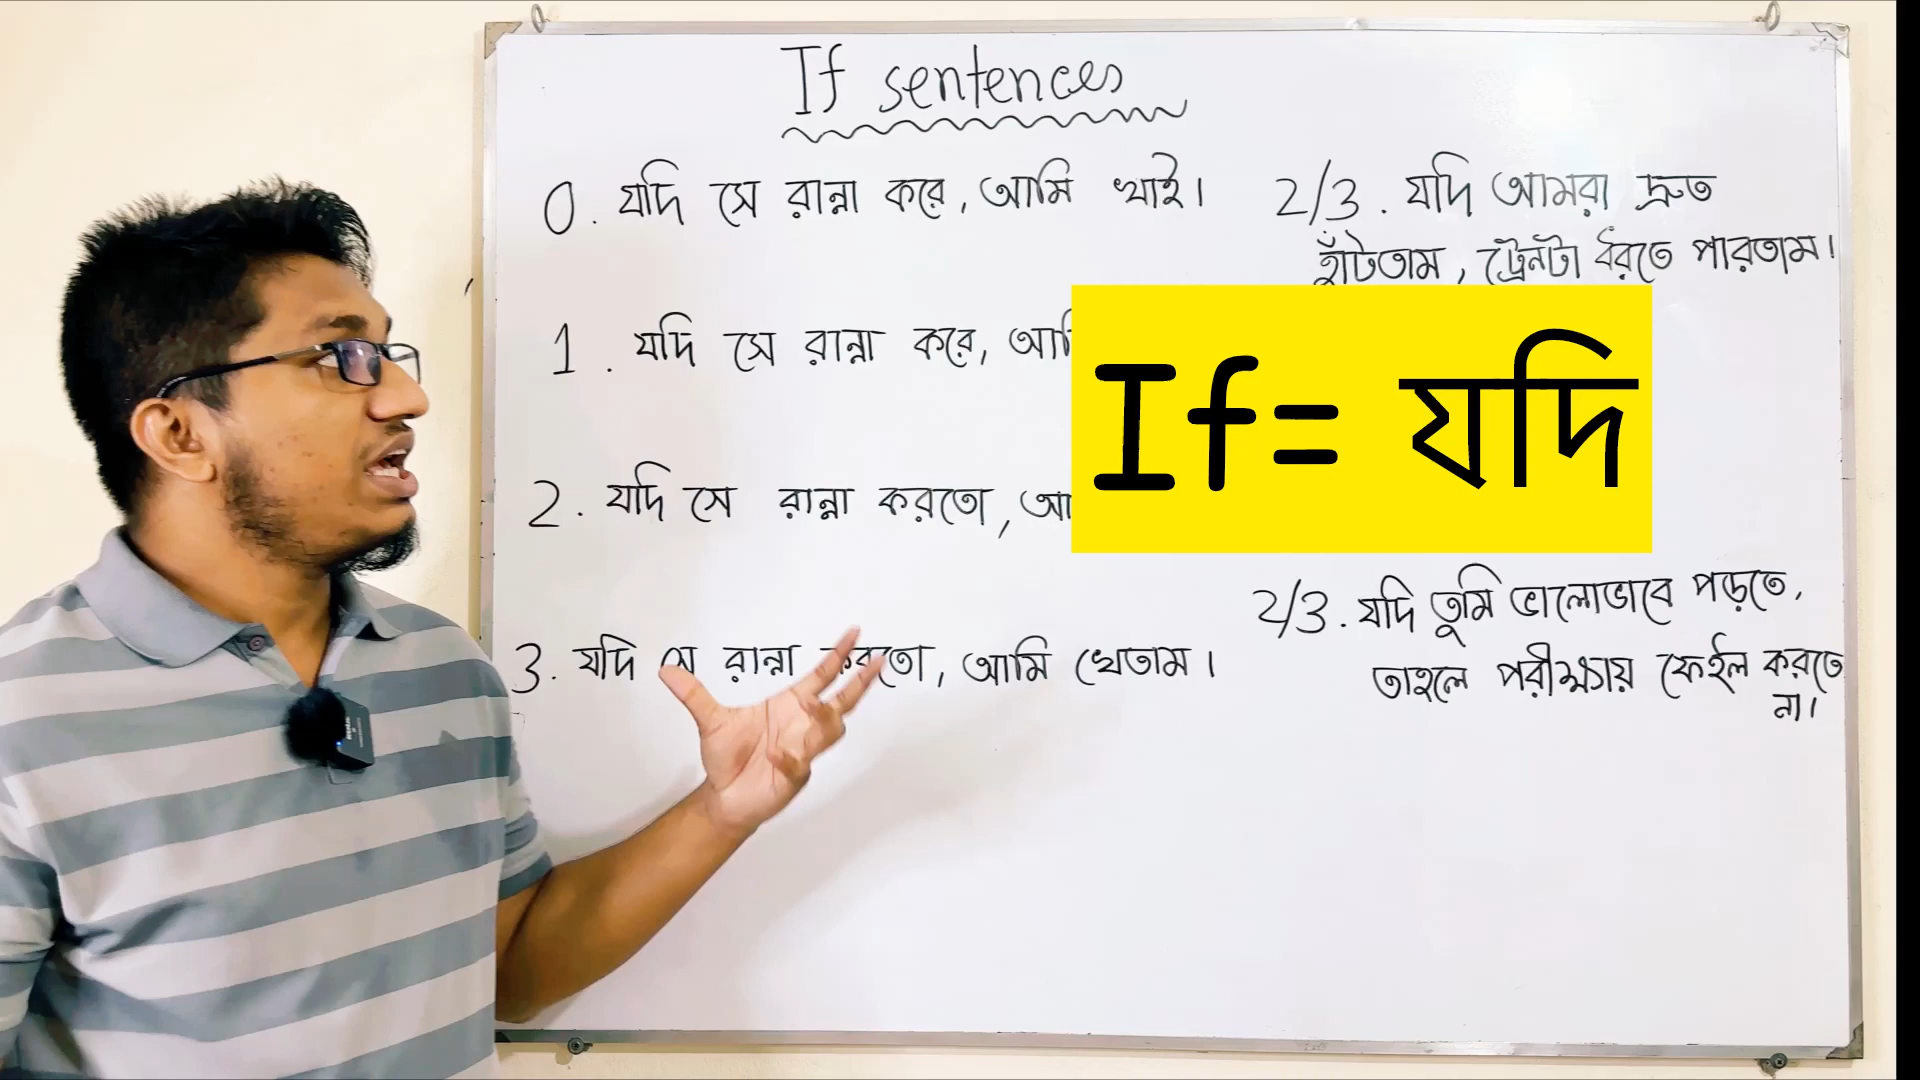 If sentences
0. যদি সে রান্না করে, আমি খাই।
1. যদি সে রান্না করে,
2. যদি সে রান্না করতো,
3. যদি সে রান্না করতো, আমি খেতাম।
2/3. যদি আমরা দ্রুত
হাঁটতাম, ট্রেনটা ধরতে পারতাম।
If= যদি
2/3. যদি তুমি ভালোভাবে পড়তে,
তাহলে পরীক্ষায় ফেইল করতে
না।